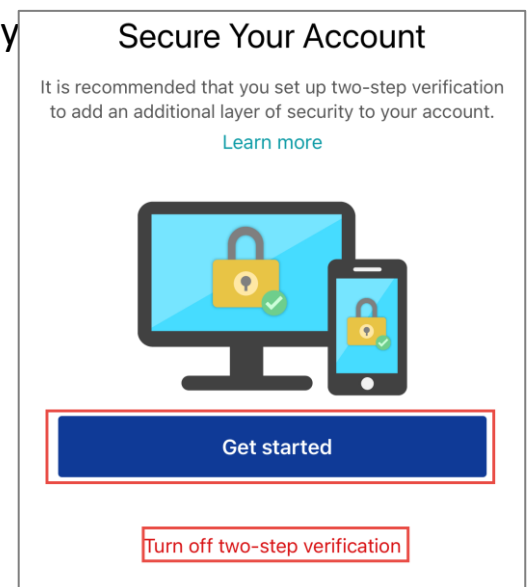 y
Secure Your Account
It is recommended that you set up two-step verification
to add an additional layer of security to your account.
Learn more
Get started
Turn off two-step verification